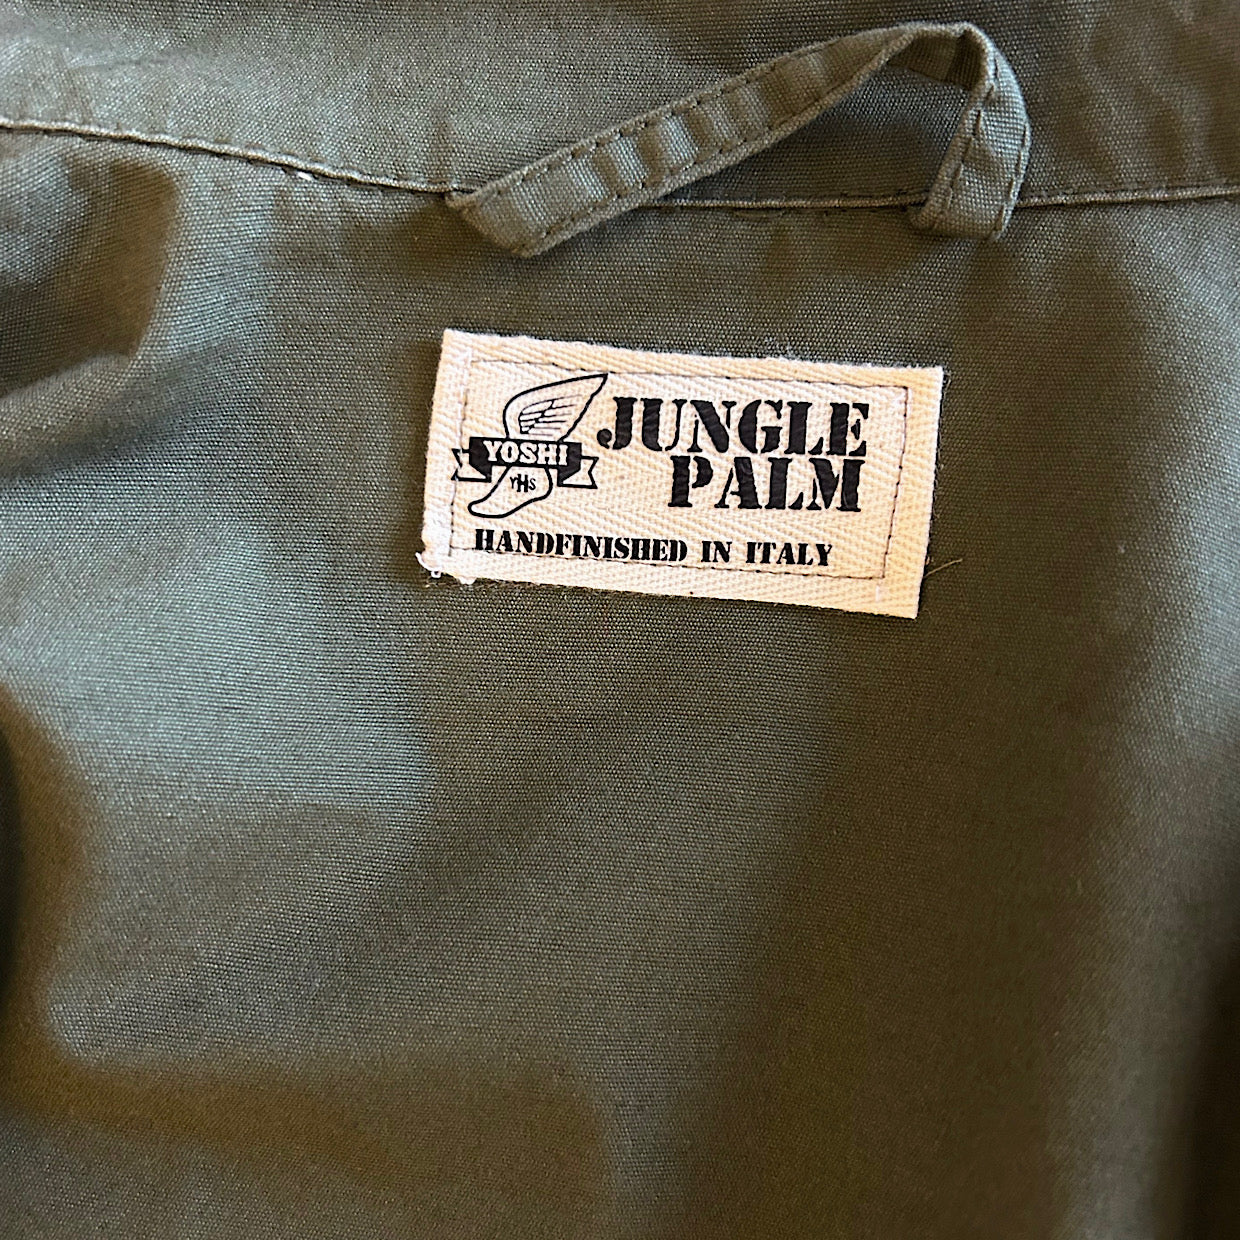 YOSHI
YHS
JUNGLE
PALM
HANDFINISHED IN ITALY